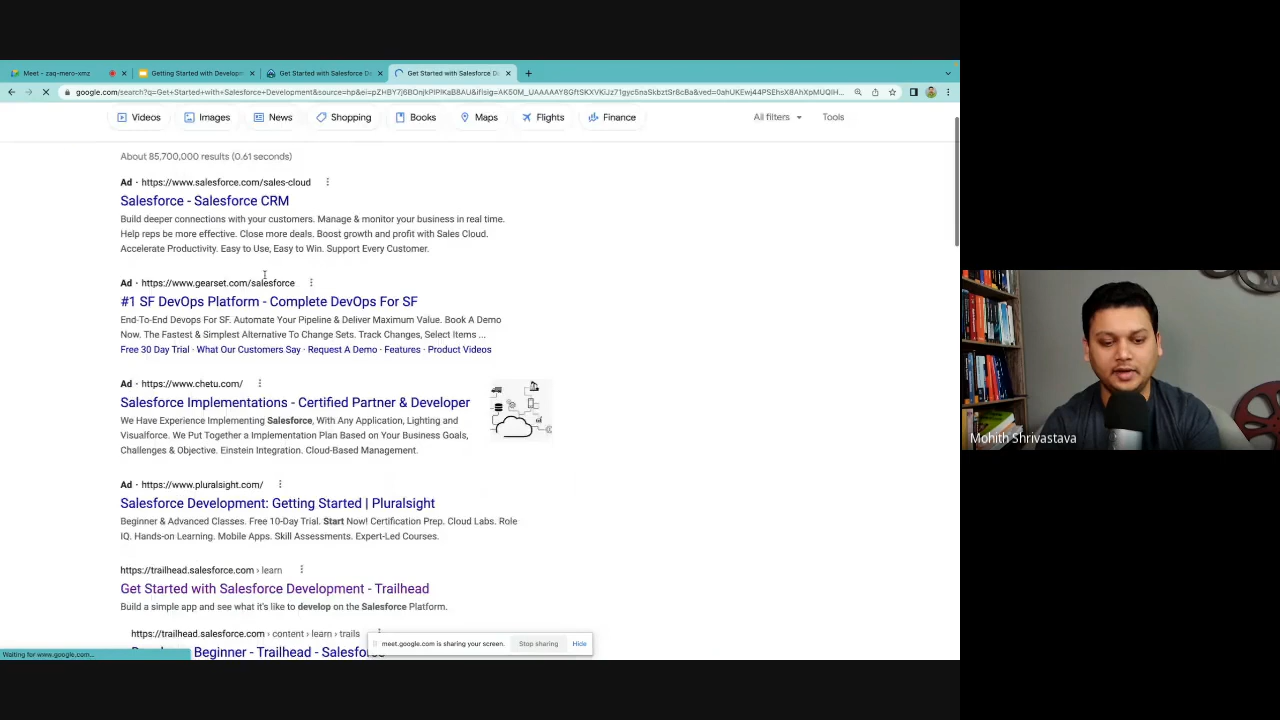 Meet - zaq-mero-xmz
Getting Started with Developm
Get Started with Salesforce D
Get Started with Salesforce D
Videos
Images
News
Shopping
Books
Maps
Flights
Finance
All filters
Tools
About 85,700,000 results (0.61 seconds)
Ad · https://www.salesforce.com/sales-cloud
Salesforce - Salesforce CRM
Build deeper connections with your customers. Manage & monitor your business in real time.
Help reps be more effective. Close more deals. Boost growth and profit with Sales Cloud.
Accelerate Productivity. Easy to Use, Easy to Win. Support Every Customer.
Ad · https://www.gearset.com/salesforce
#1 SF DevOps Platform - Complete DevOps For SF
End-To-End Devops For SF. Automate Your Pipeline & Deliver Maximum Value. Book A Demo
Now. The Fastest & Simplest Alternative To Change Sets. Track Changes, Select Items ...
Free 30 Day Trial · What Our Customers Say · Request A Demo · Features · Product Videos
Ad · https://www.chetu.com/
Salesforce Implementations - Certified Partner & Developer
We Have Experience Implementing Salesforce, With Any Application, Lighting and
Visualforce. We Put Together a Implementation Plan Based on Your Business Goals,
Challenges & Objective. Einstein Integration. Cloud-Based Management.
Ad · https://www.pluralsight.com/
Salesforce Development: Getting Started | Pluralsight
Beginner & Advanced Classes. Free 10-Day Trial. Start Now! Certification Prep. Cloud Labs. Role
IQ. Hands-on Learning. Mobile Apps. Skill Assessments. Expert-Led Courses.
https://trailhead.salesforce.com › learn
Get Started with Salesforce Development - Trailhead
Build a simple app and see what it's like to develop on the Salesforce Platform.
https://trailhead.salesforce.com › content › learn › trails
Beginner - Trailhead - Salesforce
meet.google.com is sharing your screen.
Stop sharing
Hide
Waiting for www.google.com...
Mohith Shrivastava